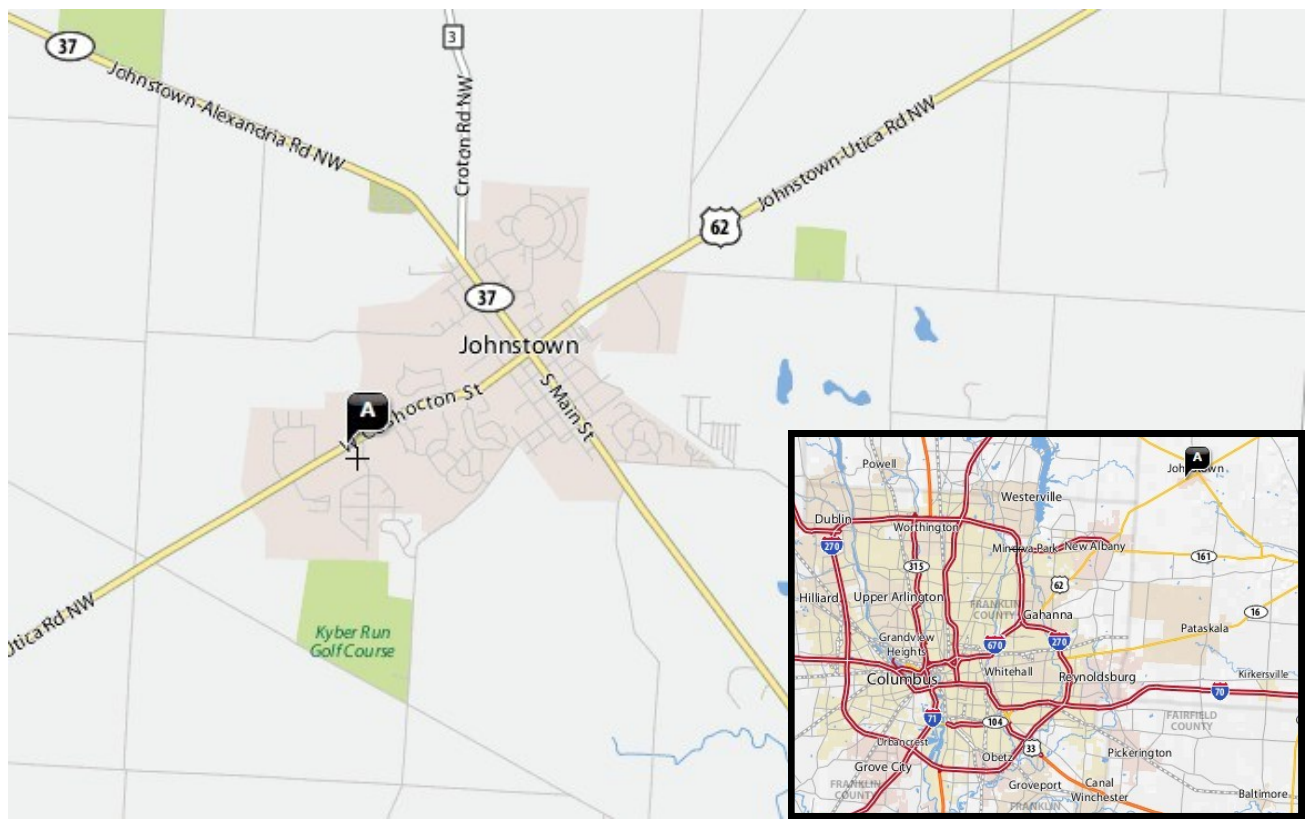 37
3
Johnstown-Alexandria Rd NW
Croton Rd NW
Johnstown-Utica Rd NW
62
37
Johnstown
A
W Coshocton St
S Main St
Utica Rd NW
Kyber Run
Golf Course
A
Johnstown
Powell
Westerville
Dublin
Worthington
270
Minerva Park
New Albany
161
315
62
Hilliard
Upper Arlington
FRANKLIN
COUNTY
Gahanna
16
Pataskala
Grandview
Heights
670
270
Columbus
Whitehall
Reynoldsburg
Kirkersville
70
71
104
FAIRFIELD
COUNTY
Urbancrest
33
Obetz
Pickerington
Grove City
FRANKLIN
COUNTY
Groveport
Canal
Winchester
Baltimore
FRANKLIN